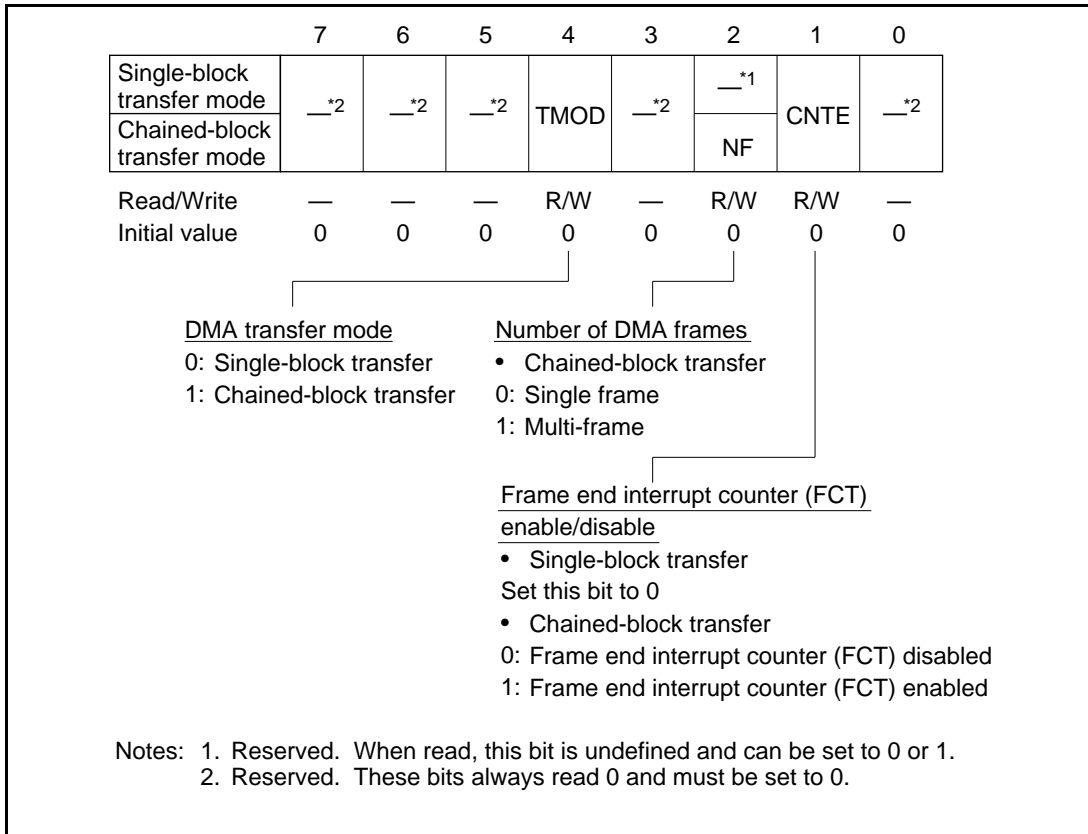 7 6 5 4 3 2 1 0
Single-block
transfer mode
Chained-block
transfer mode
—*2 —*2 —*2 TMOD —*2 —*1 CNTE —*2
NF
Read/Write — — — R/W — R/W R/W —
Initial value 0 0 0 0 0 0 0 0
DMA transfer mode
0: Single-block transfer
1: Chained-block transfer
Number of DMA frames
• Chained-block transfer
0: Single frame
1: Multi-frame
Frame end interrupt counter (FCT)
enable/disable
• Single-block transfer
Set this bit to 0
• Chained-block transfer
0: Frame end interrupt counter (FCT) disabled
1: Frame end interrupt counter (FCT) enabled
Notes: 1. Reserved. When read, this bit is undefined and can be set to 0 or 1.
2. Reserved. These bits always read 0 and must be set to 0.